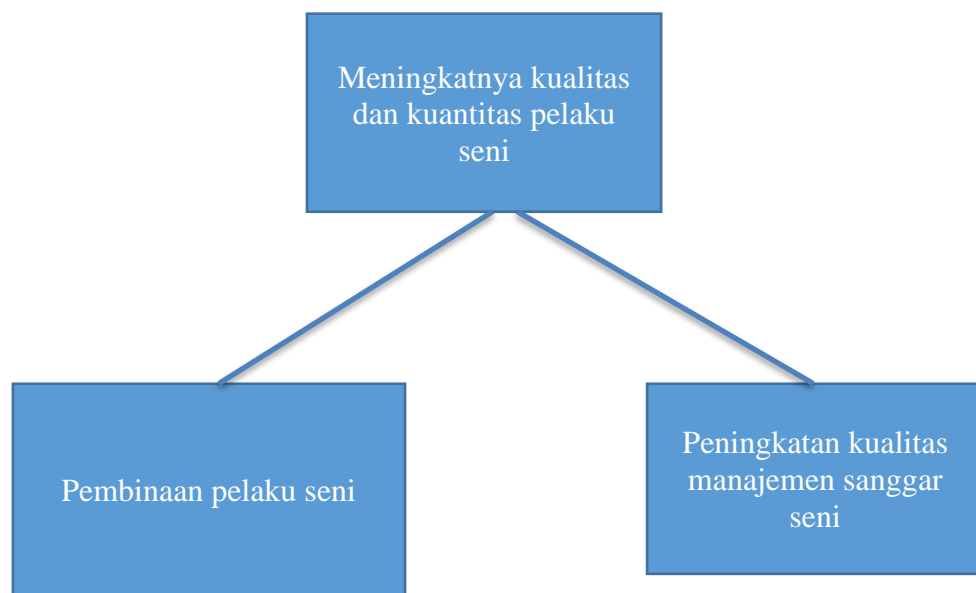 Meningkatnya kualitas
dan kuantitas pelaku
seni
Pembinaan pelaku seni
Peningkatan kualitas
manajemen sanggar
seni